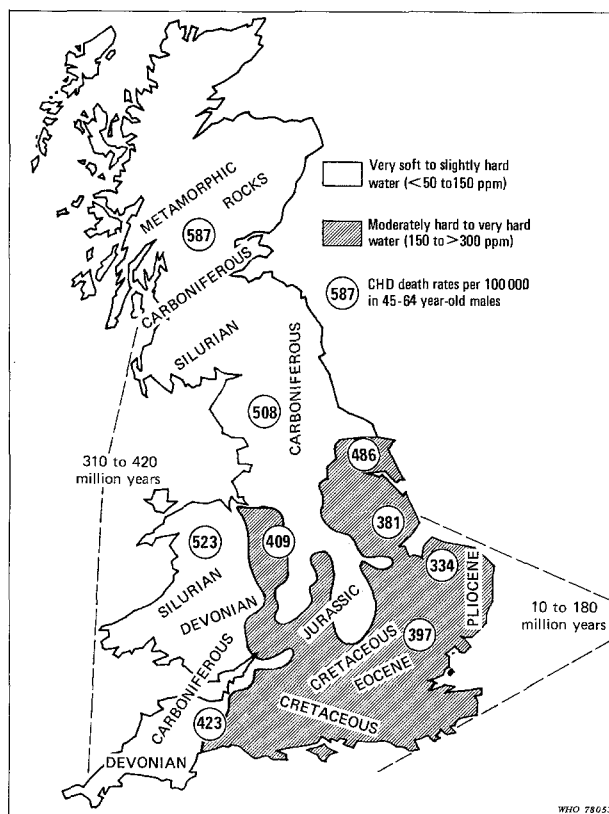 Very soft to slightly hard
water (<50 to 150 ppm)
Moderately hard to very hard
water (150 to >300 ppm)
587
CHD death rates per 100 000
in 45-64 year-old males
METAMORPHIC
ROCKS
587
CARBONIFEROUS
SILURIAN
CARBONIFEROUS
508
310 to 420
million years
486
381
523
409
334
SILURIAN
DEVONIAN
JURASSIC
PLIOCENE
10 to 180
million years
CRETACEOUS
397
EOCENE
CARBONIFEROUS
CRETACEOUS
423
DEVONIAN